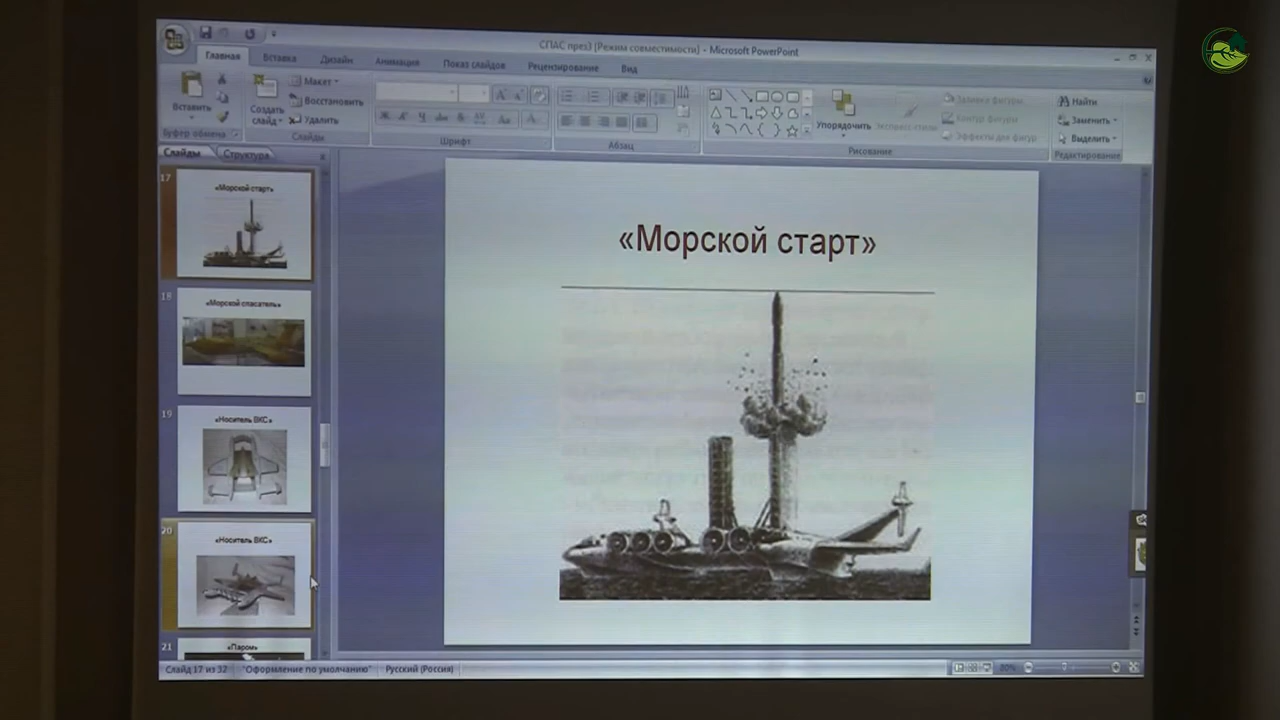 СПАС през3 [Режим совместимости] - Microsoft PowerPoint
Главная Вставка Дизайн Анимация Показ слайдов Рецензирование Вид
Вставить
Буфер обмена
Создать слайд
Макет
Восстановить
Удалить
Слайды
Шрифт
Абзац
Упорядочить
Экспресс-стили
Заливка фигуры
Контур фигуры
Эффекты для фигур
Рисование
Найти
Заменить
Выделить
Редактирование
Слайды Структура
17
«Морской старт»
18
«Морской спасатель»
19
«Носитель ВКС»
20
«Носитель ВКС»
21
«Паром»
«Морской старт»
Слайд 17 из 32 "Оформление по умолчанию" Русский (Россия) 80%